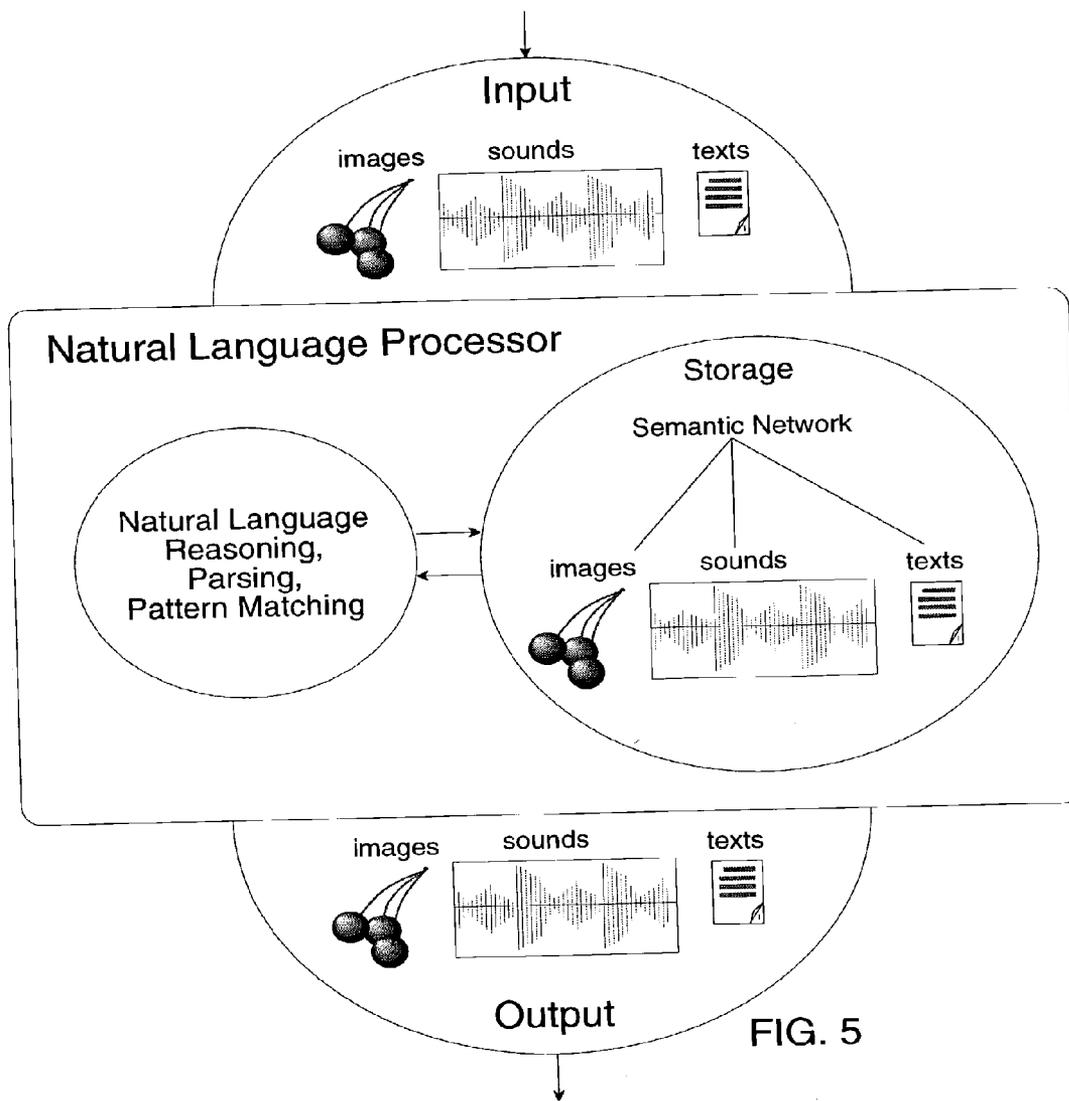 Input
images
sounds
texts
Natural Language Processor
Storage
Semantic Network
Natural Language
Reasoning,
Parsing,
Pattern Matching
images
sounds
texts
images
sounds
texts
Output
FIG. 5